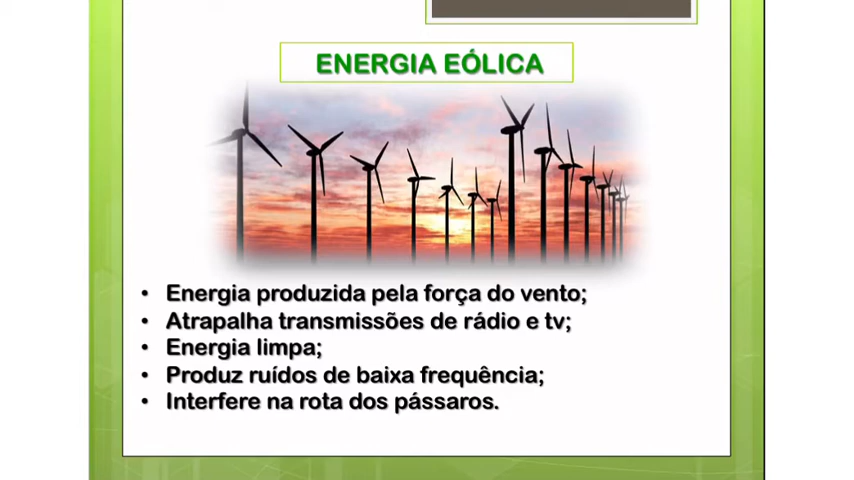 ENERGIA EÓLICA
• Energia produzida pela força do vento;
• Atrapalha transmissões de rádio e tv;
• Energia limpa;
• Produz ruídos de baixa frequência;
• Interfere na rota dos pássaros.